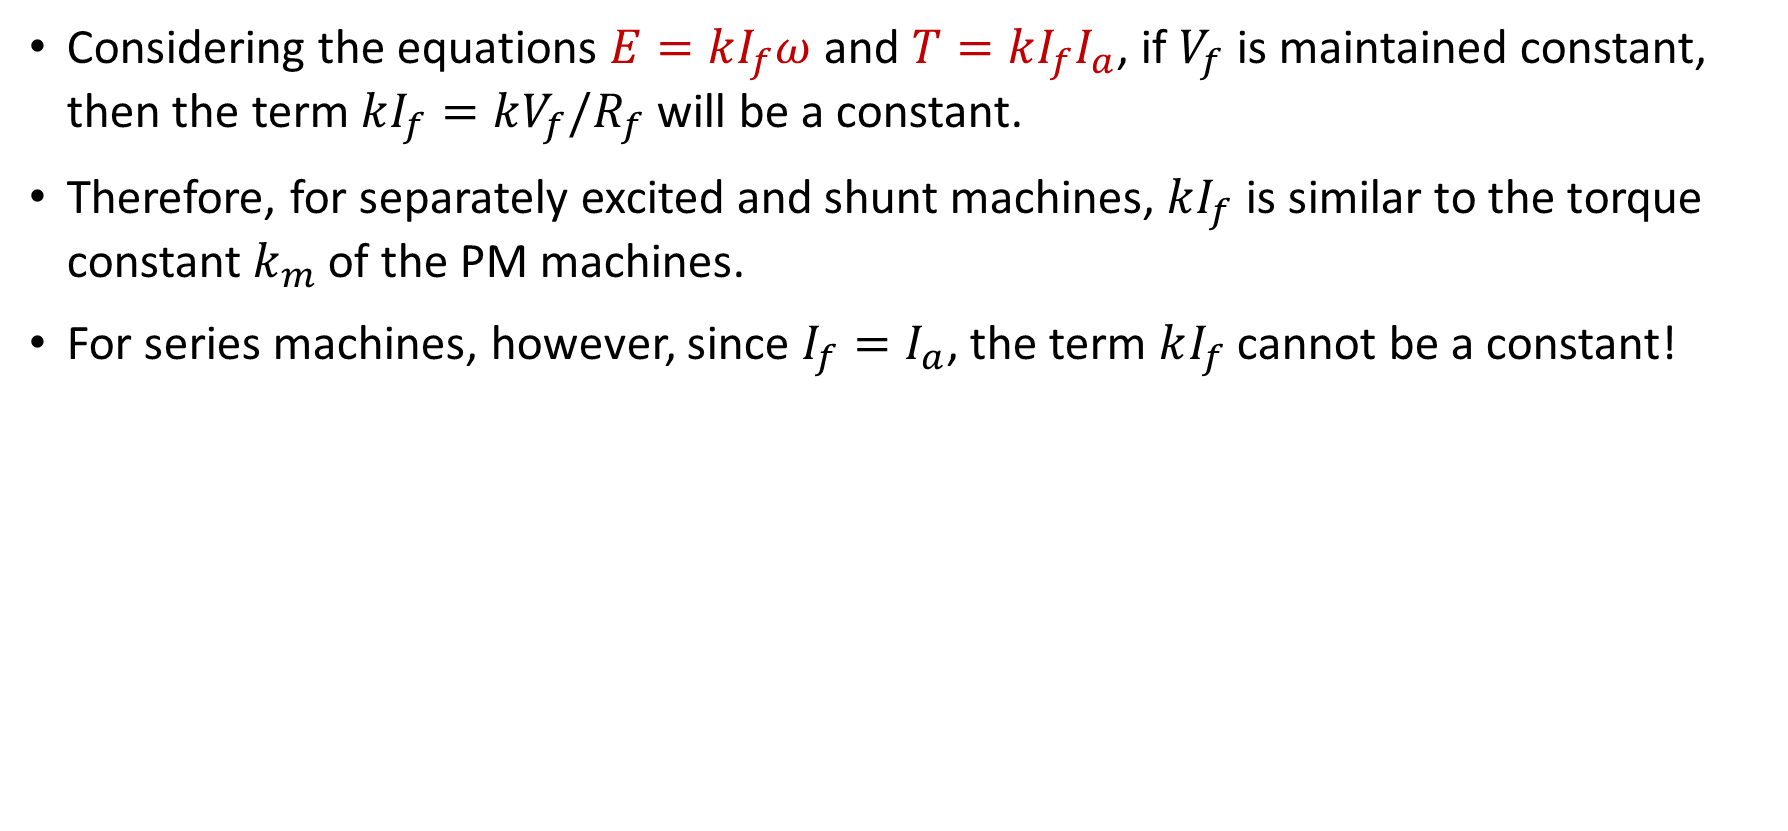 • Considering the equations $E = kI_f\omega$ and $T = kI_fI_a$, if $V_f$ is maintained constant,
then the term $kI_f = kV_f/R_f$ will be a constant.
• Therefore, for separately excited and shunt machines, $kI_f$ is similar to the torque
constant $k_m$ of the PM machines.
• For series machines, however, since $I_f = I_a$, the term $kI_f$ cannot be a constant!